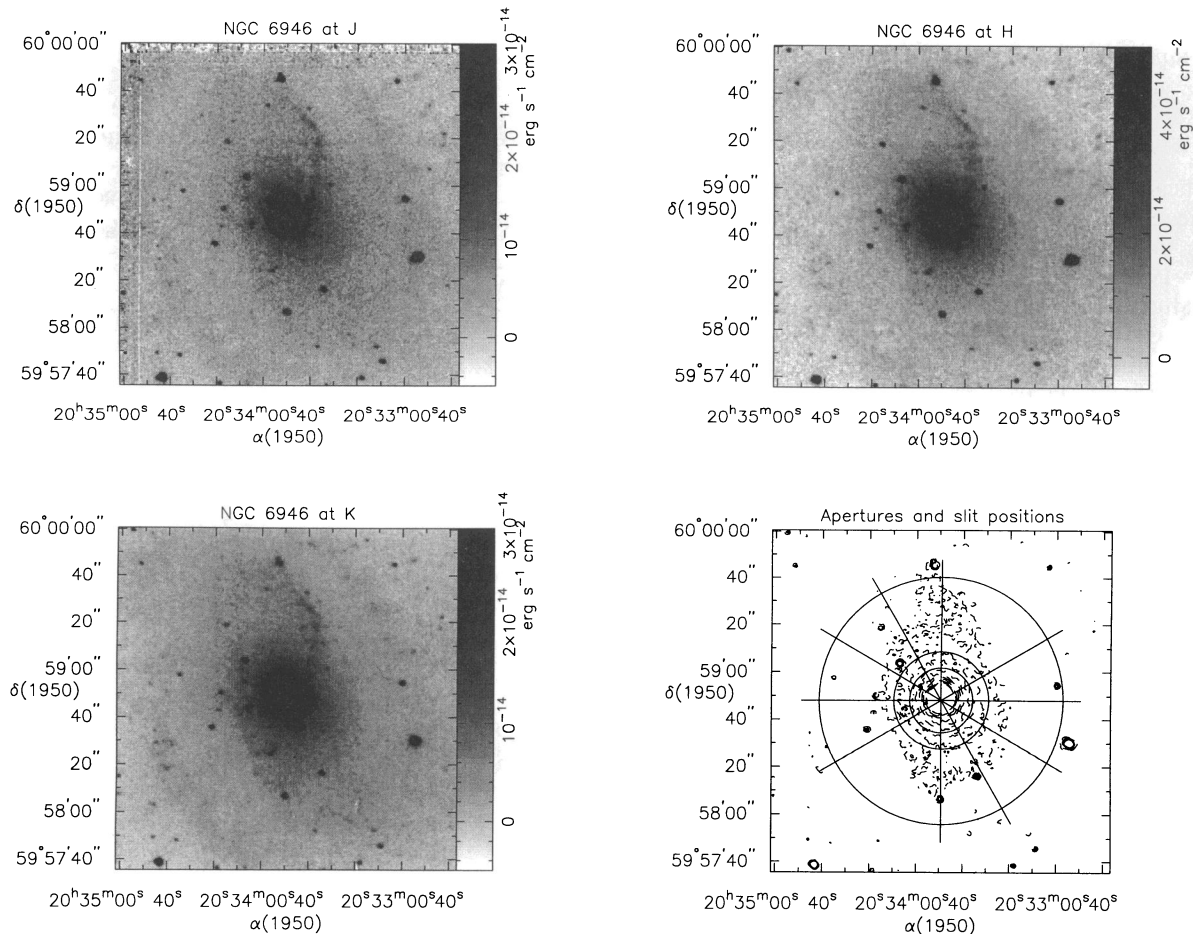 NGC 6946 at J
60°00'00"
40"
20"
59'00"
δ(1950)
40"
20"
58'00"
59°57'40"
20ʰ35ᵐ00ˢ 40ˢ 20ˢ34ᵐ00ˢ40ˢ 20ˢ33ᵐ00ˢ40ˢ
α(1950)
0 10⁻¹⁴ 2×10⁻¹⁴ 3×10⁻¹⁴
erg s⁻¹ cm⁻²
NGC 6946 at H
60°00'00"
40"
20"
59'00"
δ(1950)
40"
20"
58'00"
59°57'40"
20ʰ35ᵐ00ˢ 40ˢ 20ˢ34ᵐ00ˢ40ˢ 20ˢ33ᵐ00ˢ40ˢ
α(1950)
0 2×10⁻¹⁴ 4×10⁻¹⁴
erg s⁻¹ cm⁻²
NGC 6946 at K
60°00'00"
40"
20"
59'00"
δ(1950)
40"
20"
58'00"
59°57'40"
20ʰ35ᵐ00ˢ 40ˢ 20ˢ34ᵐ00ˢ40ˢ 20ˢ33ᵐ00ˢ40ˢ
α(1950)
0 10⁻¹⁴ 2×10⁻¹⁴ 3×10⁻¹⁴
erg s⁻¹ cm⁻²
Apertures and slit positions
60°00'00"
40"
20"
59'00"
δ(1950)
40"
20"
58'00"
59°57'40"
20ʰ35ᵐ00ˢ 40ˢ 20ˢ34ᵐ00ˢ40ˢ 20ˢ33ᵐ00ˢ40ˢ
α(1950)